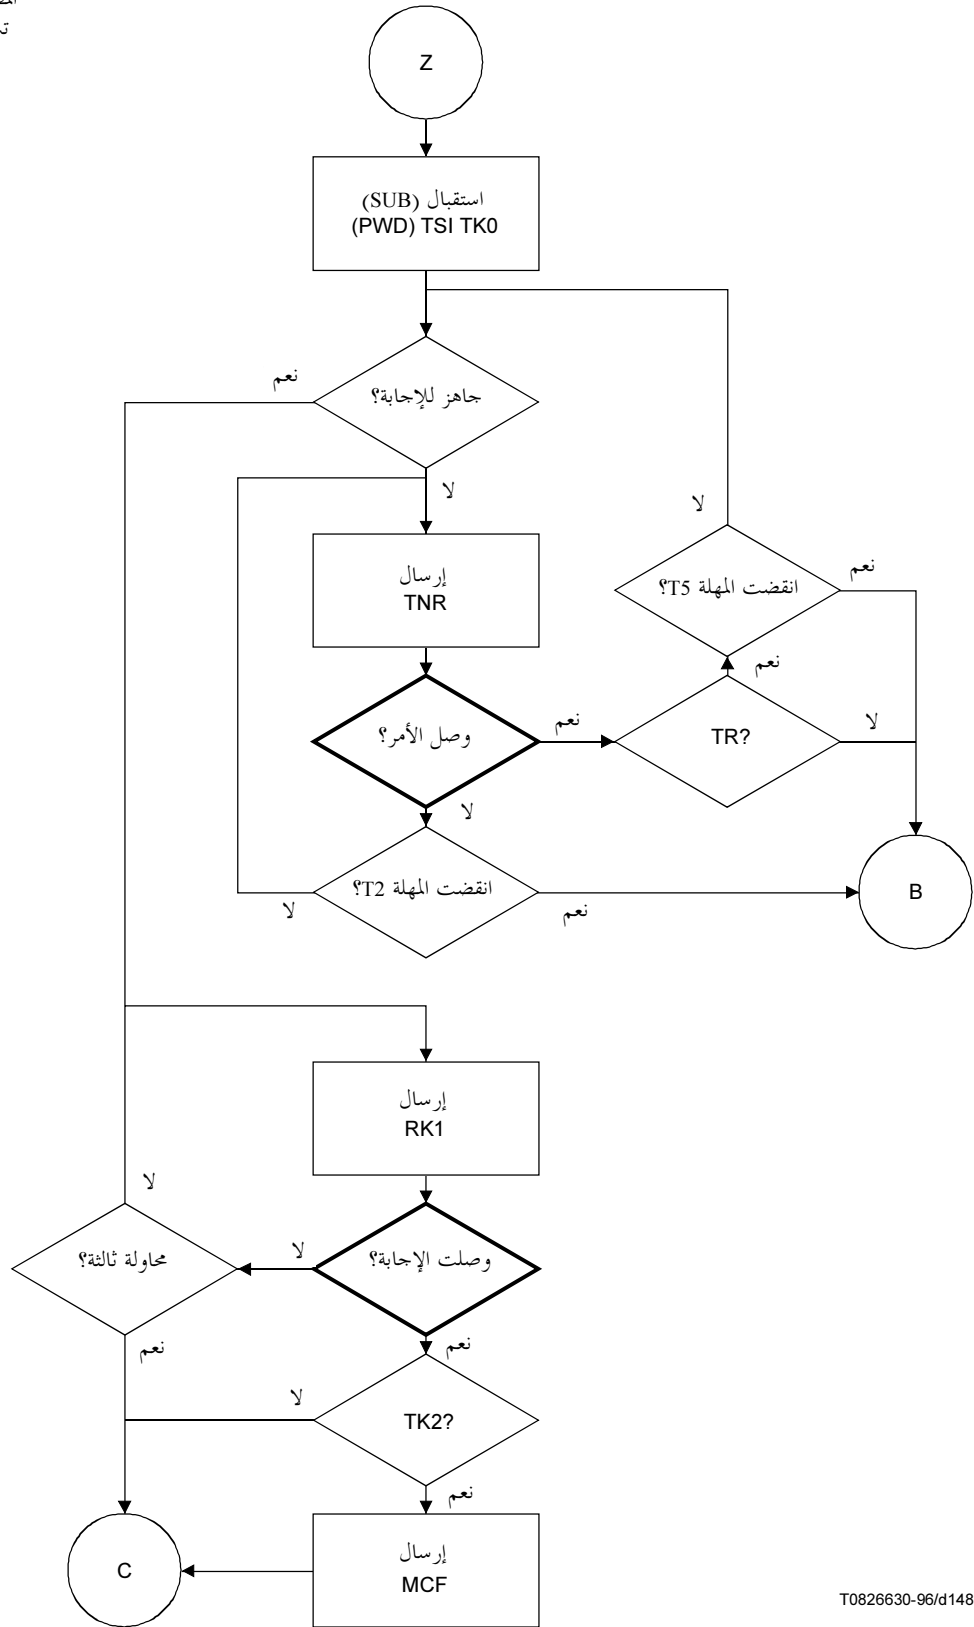 Z
استقبال (SUB)
(PWD) TSI TK0
نعم
جاهز للإجابة؟
لا
لا
إرسال
TNR
انقضت المهلة T5؟
نعم
نعم
وصل الأمر؟
نعم
TR?
لا
لا
انقضت المهلة T2؟
لا
نعم
B
إرسال
RK1
لا
محاولة ثالثة؟
لا
وصلت الإجابة؟
نعم
نعم
لا
TK2?
نعم
C
إرسال
MCF
T0826630-96/d148